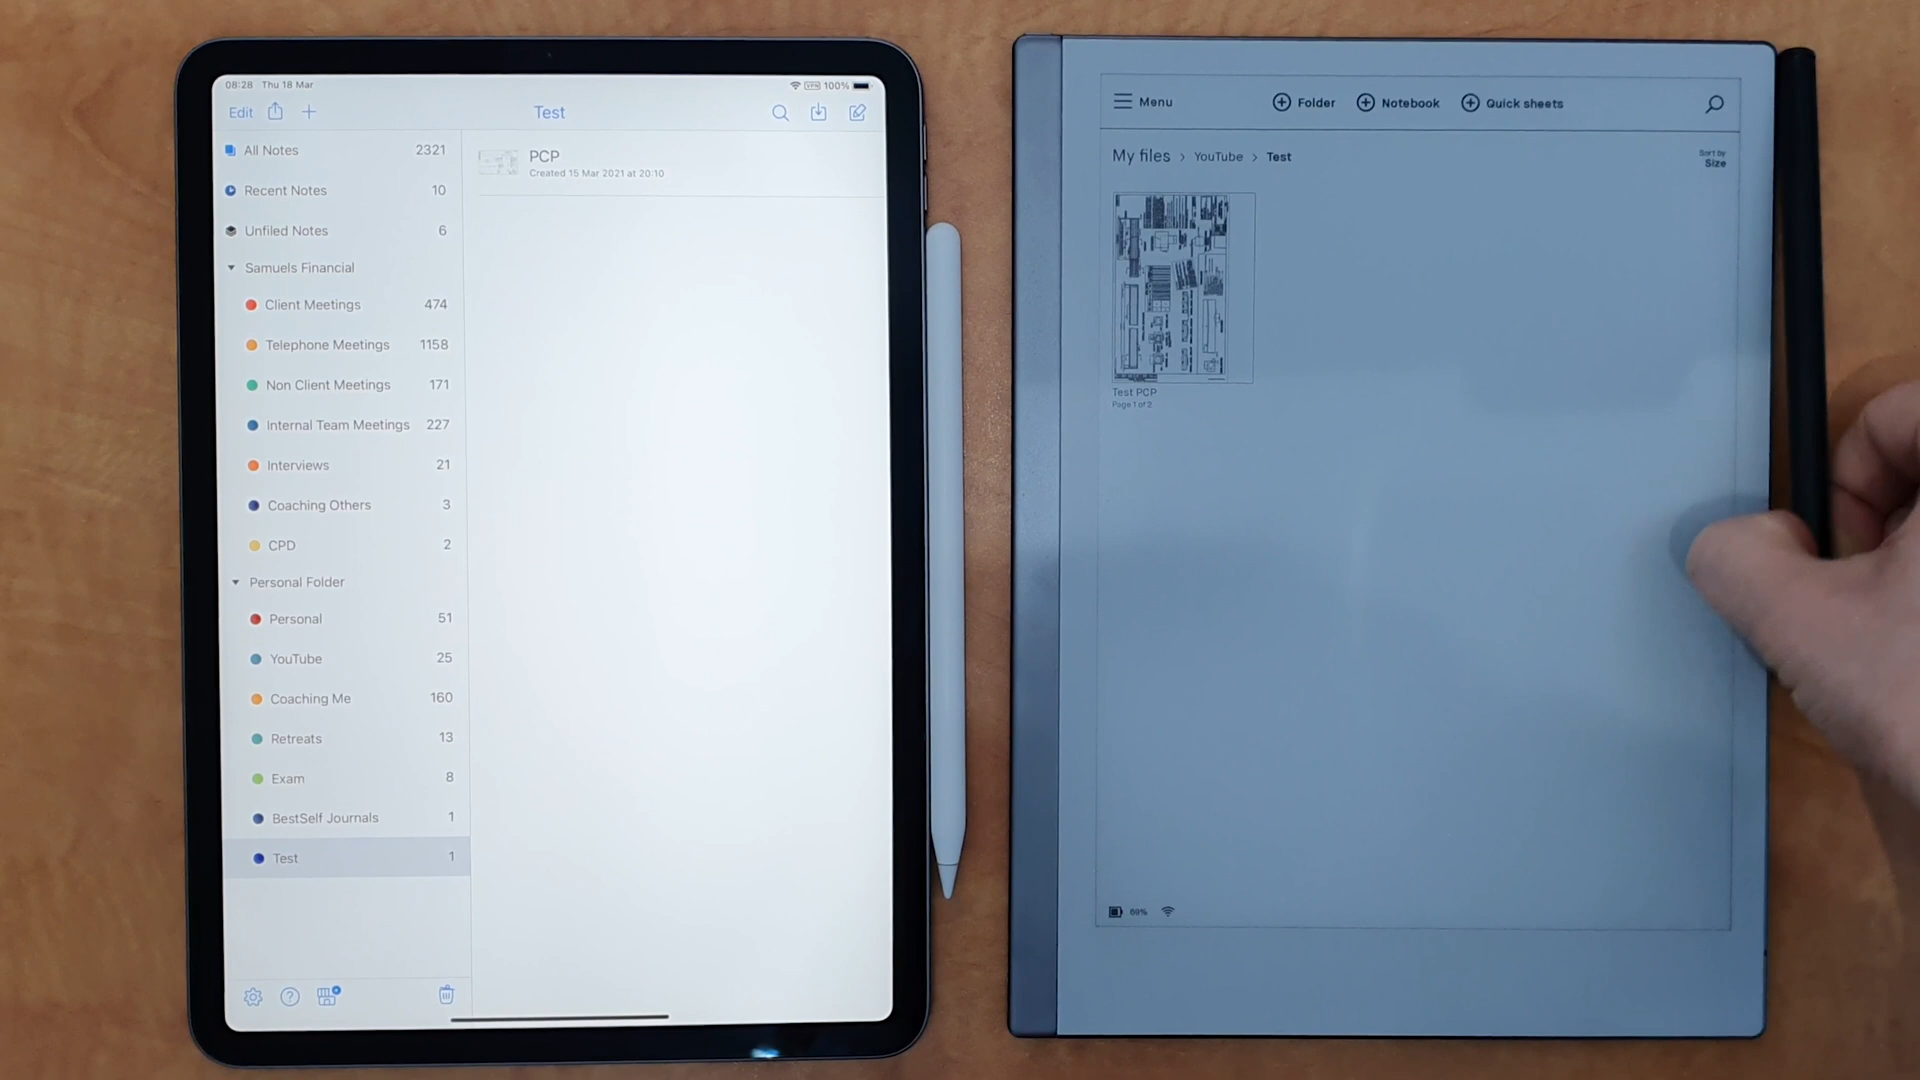 08:28 Thu 18 Mar
VPN 100%
Edit
Test
All Notes 2321
Recent Notes 10
Unfiled Notes 6
Samuels Financial
Client Meetings 474
Telephone Meetings 1158
Non Client Meetings 171
Internal Team Meetings 227
Interviews 21
Coaching Others 3
CPD 2
Personal Folder
Personal 51
YouTube 25
Coaching Me 160
Retreats 13
Exam 8
BestSelf Journals 1
Test 1
PCP
Created 15 Mar 2021 at 20:10
Menu
Folder
Notebook
Quick sheets
My files > YouTube > Test
Sort by
Size
Test PCP
Page 1 of 2
69%